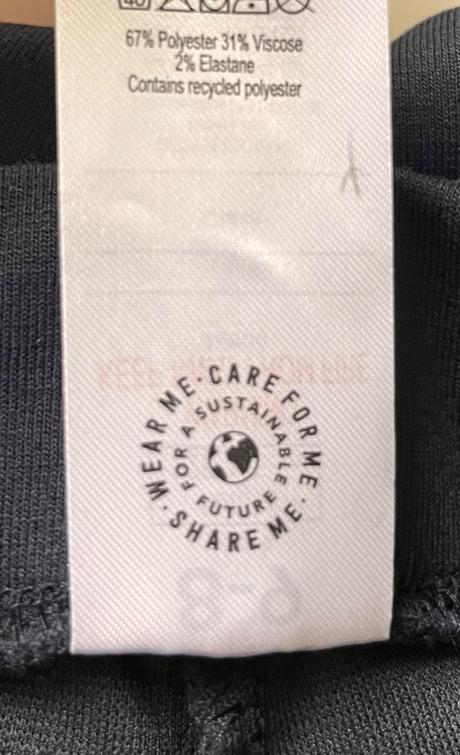 40
67% Polyester 31% Viscose
2% Elastane
Contains recycled polyester
WEAR ME · CARE FOR ME · SHARE ME ·
FOR A SUSTAINABLE FUTURE